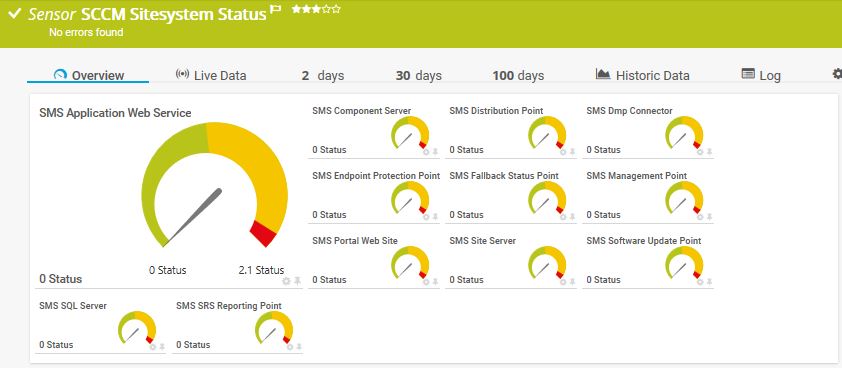 Sensor SCCM Sitesystem Status
No errors found
Overview
Live Data
2 days
30 days
100 days
Historic Data
Log
SMS Application Web Service
0 Status
2.1 Status
0 Status
SMS Component Server
0 Status
SMS Distribution Point
0 Status
SMS Dmp Connector
0 Status
SMS Endpoint Protection Point
0 Status
SMS Fallback Status Point
0 Status
SMS Management Point
0 Status
SMS Portal Web Site
0 Status
SMS Site Server
0 Status
SMS Software Update Point
0 Status
SMS SQL Server
0 Status
SMS SRS Reporting Point
0 Status